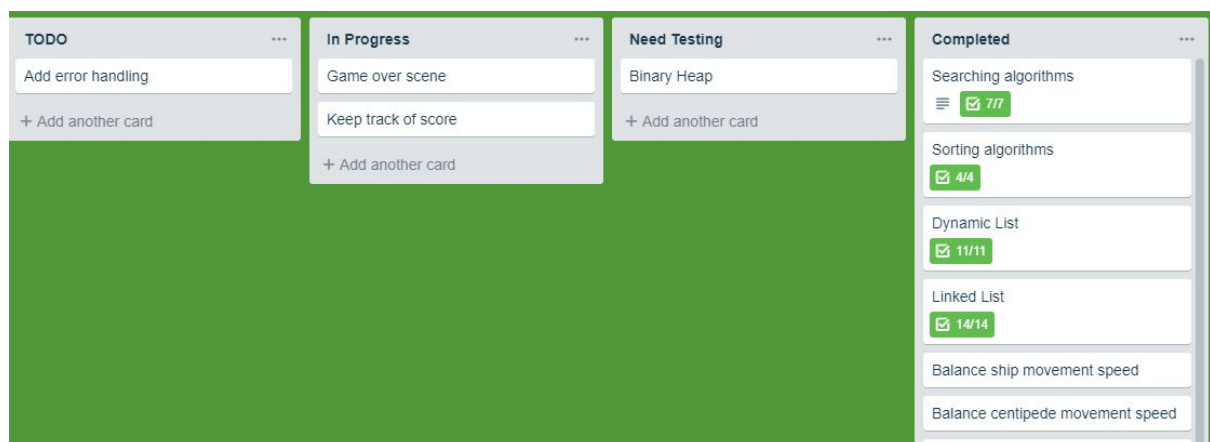 TODO
Add error handling
+ Add another card
In Progress
Game over scene
Keep track of score
+ Add another card
Need Testing
Binary Heap
+ Add another card
Completed
Searching algorithms
7/7
Sorting algorithms
4/4
Dynamic List
11/11
Linked List
14/14
Balance ship movement speed
Balance centipede movement speed